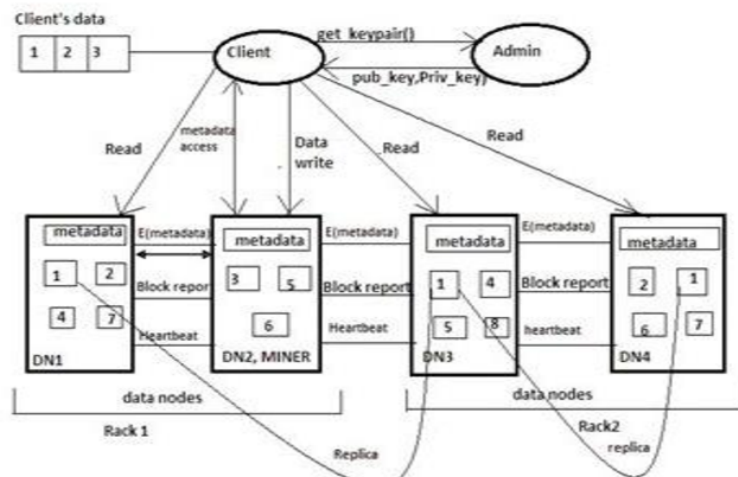 Client's data
1 2 3
Client
get_keypair()
Admin
pub_key,Priv_key)
Read
metadata
access
Data
write
.Read
Read
metadata
E(metadata)
metadata
E(metadata)
metadata
E(metadata)
metadata
1 2
Block report
3 5
Block report
1 4
Block report
2 1
4 7
Heartbeat
6
Heartbeat
5 8
heartbeat
6 7
DN1
DN2, MINER
DN3
DN4
data nodes
data nodes
Rack 1
Rack2
Replica
replica